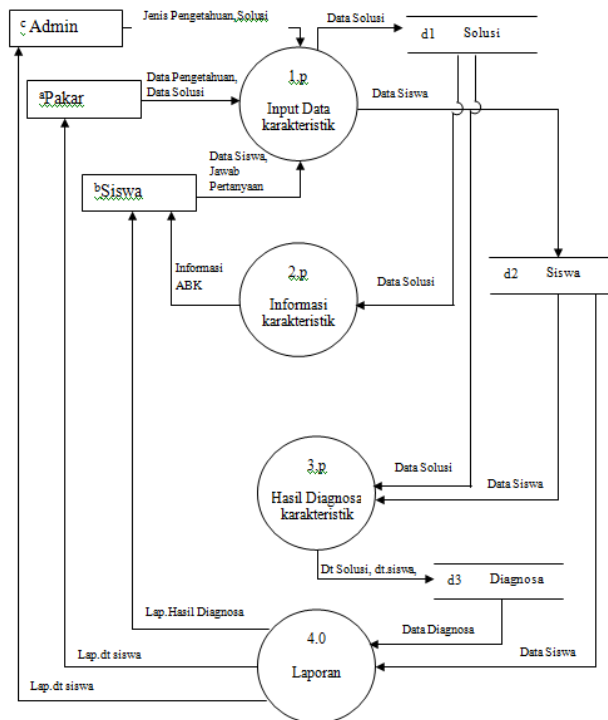 c Admin
Jenis Pengetahuan,Solusi
Data Solusi
d1 Solusi
aPakar
Data Pengetahuan,
Data Solusi
1.p
Input Data
karakteristik
Data Siswa
Data Siswa,
Jawab
Pertanyaan
bSiswa
Informasi
ABK
2.p
Informasi
karakteristik
Data Solusi
d2 Siswa
3.p
Hasil Diagnosa
karakteristik
Data Solusi
Data Siswa
Dt Solusi, dt.siswa,
d3 Diagnosa
Lap.Hasil Diagnosa
4.0
Laporan
Data Diagnosa
Lap.dt siswa
Data Siswa
Lap.dt siswa